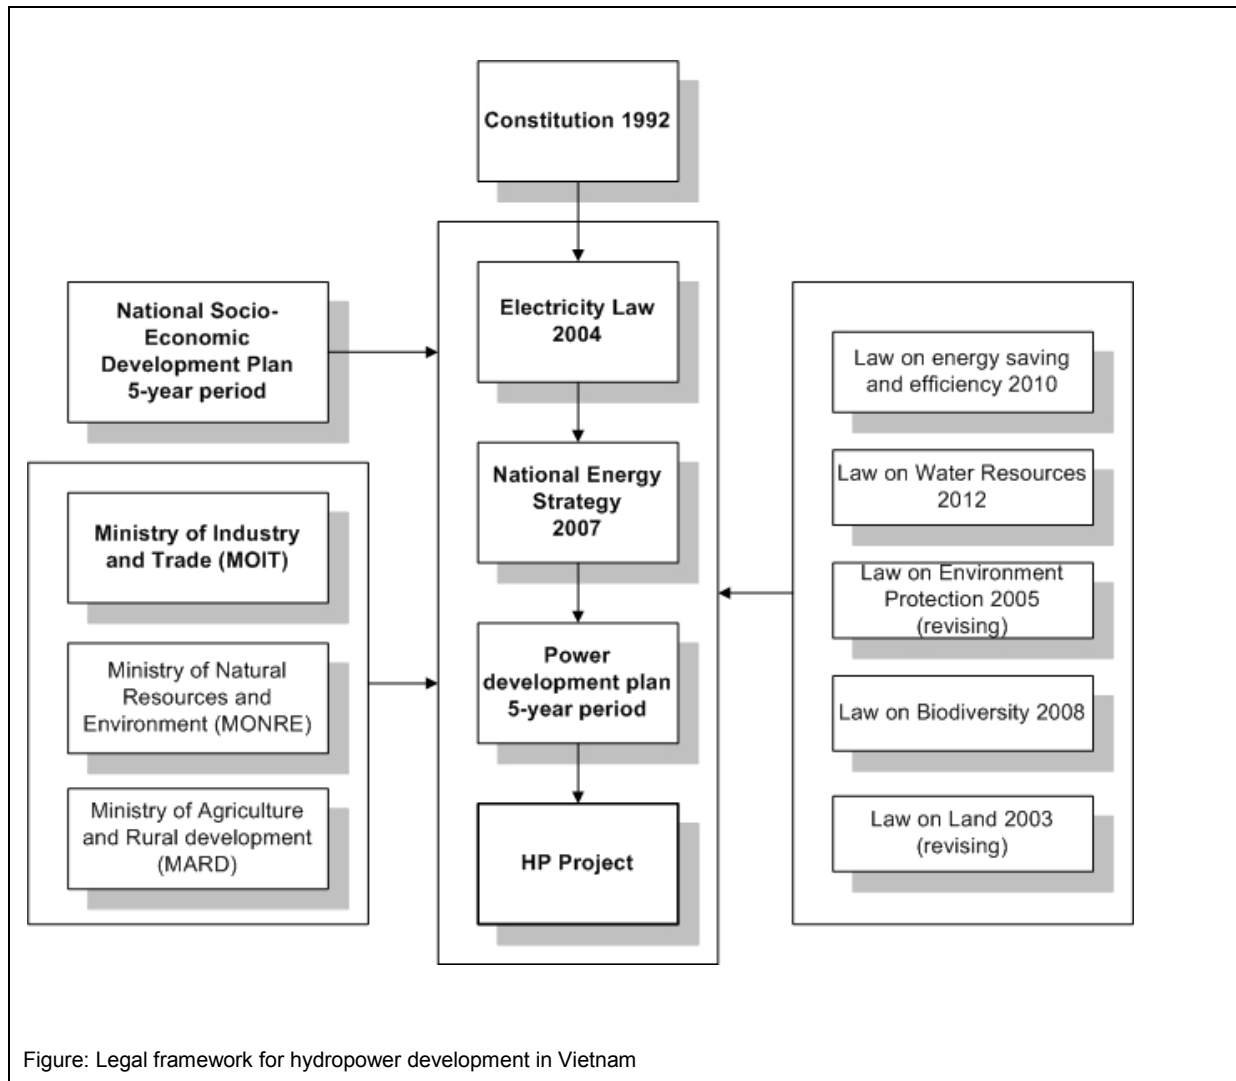 Constitution 1992
National Socio-
Economic
Development Plan
5-year period
Ministry of Industry
and Trade (MOIT)
Ministry of Natural
Resources and
Environment (MONRE)
Ministry of Agriculture
and Rural development
(MARD)
Electricity Law
2004
National Energy
Strategy
2007
Power
development plan
5-year period
HP Project
Law on energy saving
and efficiency 2010
Law on Water Resources
2012
Law on Environment
Protection 2005
(revising)
Law on Biodiversity 2008
Law on Land 2003
(revising)
Figure: Legal framework for hydropower development in Vietnam